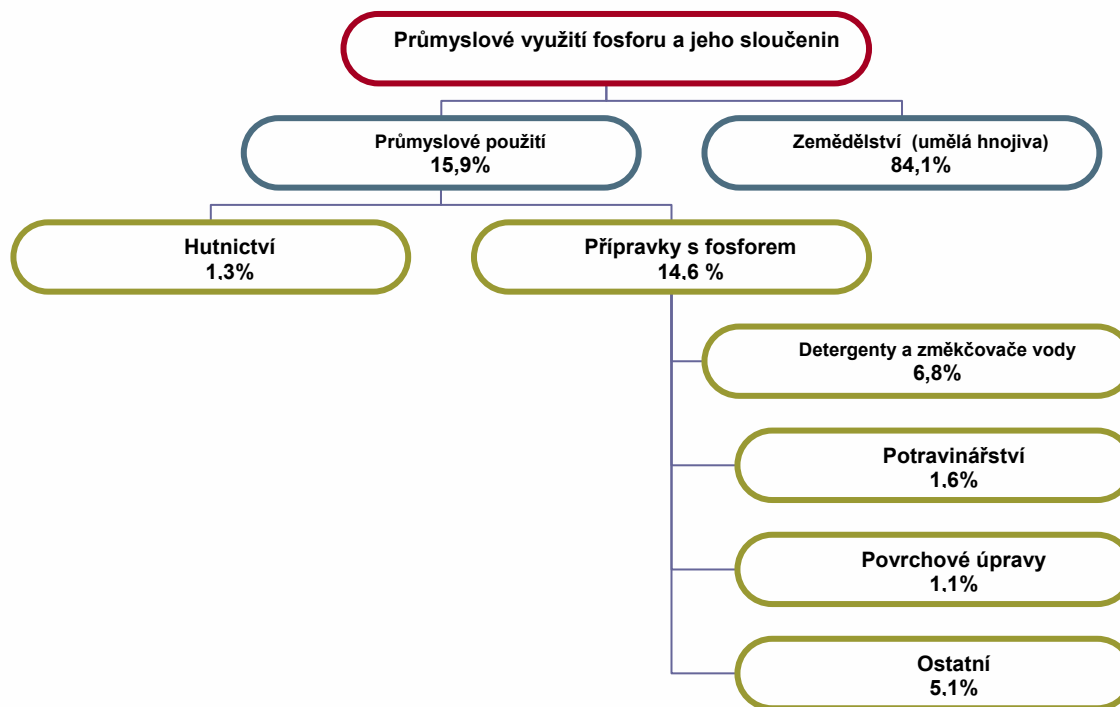 Průmyslové využití fosforu a jeho sloučenin
Průmyslové použití
15,9%
Zemědělství (umělá hnojiva)
84,1%
Hutnictví
1,3%
Přípravky s fosforem
14,6 %
Detergenty a změkčovače vody
6,8%
Potravinářství
1,6%
Povrchové úpravy
1,1%
Ostatní
5,1%